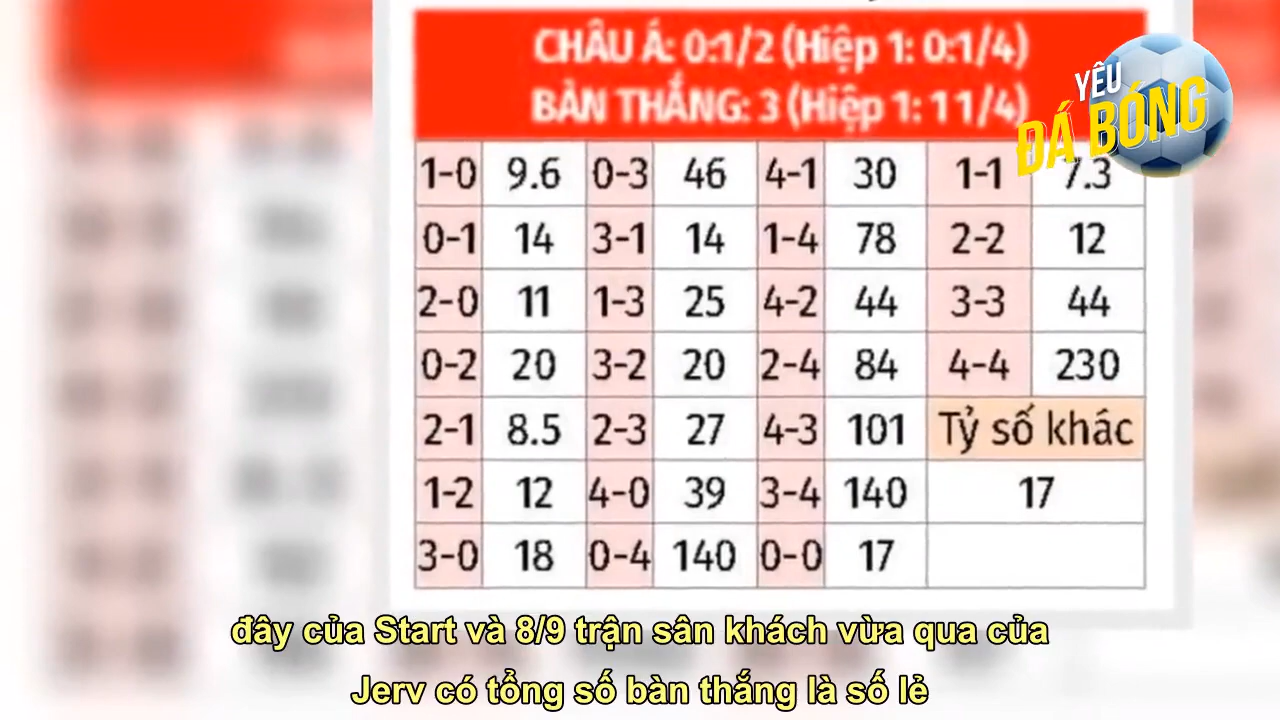 CHÂU Á: 0:1/2 (Hiệp 1: 0:1/4)
BÀN THẮNG: 3 (Hiệp 1: 1 1/4)
YÊU
ĐÁ BÓNG
1-0 9.6 0-3 46 4-1 30 1-1 7.3
0-1 14 3-1 14 1-4 78 2-2 12
2-0 11 1-3 25 4-2 44 3-3 44
0-2 20 3-2 20 2-4 84 4-4 230
2-1 8.5 2-3 27 4-3 101 Tỷ số khác
1-2 12 4-0 39 3-4 140 17
3-0 18 0-4 140 0-0 17
đây của Start và 8/9 trận sân khách vừa qua của
Jerv có tổng số bàn thắng là số lẻ